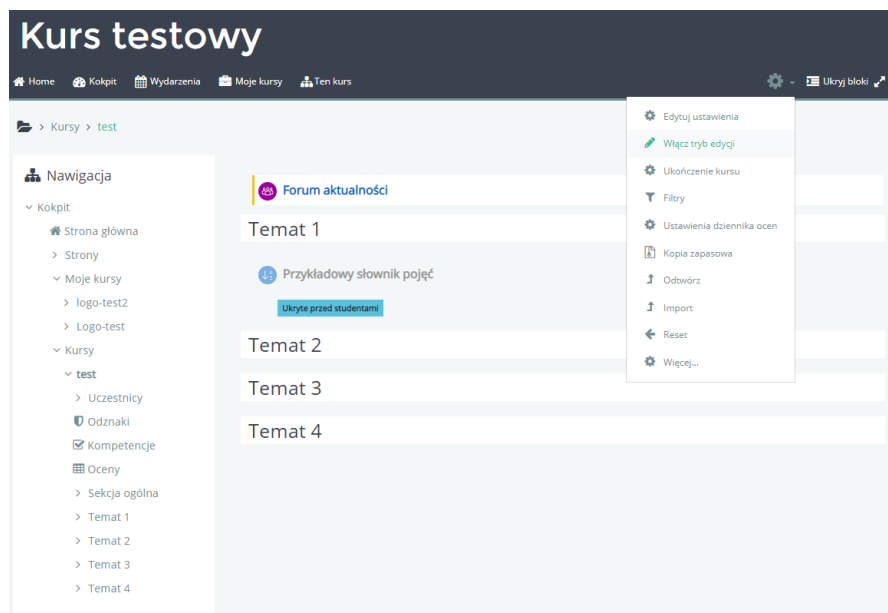 Kurs testowy
Home Kokpit Wydarzenia Moje kursy Ten kurs Ukryj bloki
> Kursy > test
Nawigacja
Kokpit
Strona główna
Strony
Moje kursy
logo-test2
Logo-test
Kursy
test
Uczestnicy
Odznaki
Kompetencje
Oceny
Sekcja ogólna
Temat 1
Temat 2
Temat 3
Temat 4
Forum aktualności
Temat 1
Przykładowy słownik pojęć
Ukryte przed studentami
Temat 2
Temat 3
Temat 4
Edytuj ustawienia
Włącz tryb edycji
Ukończenie kursu
Filtry
Ustawienia dziennika ocen
Kopia zapasowa
Odtwórz
Import
Reset
Więcej...